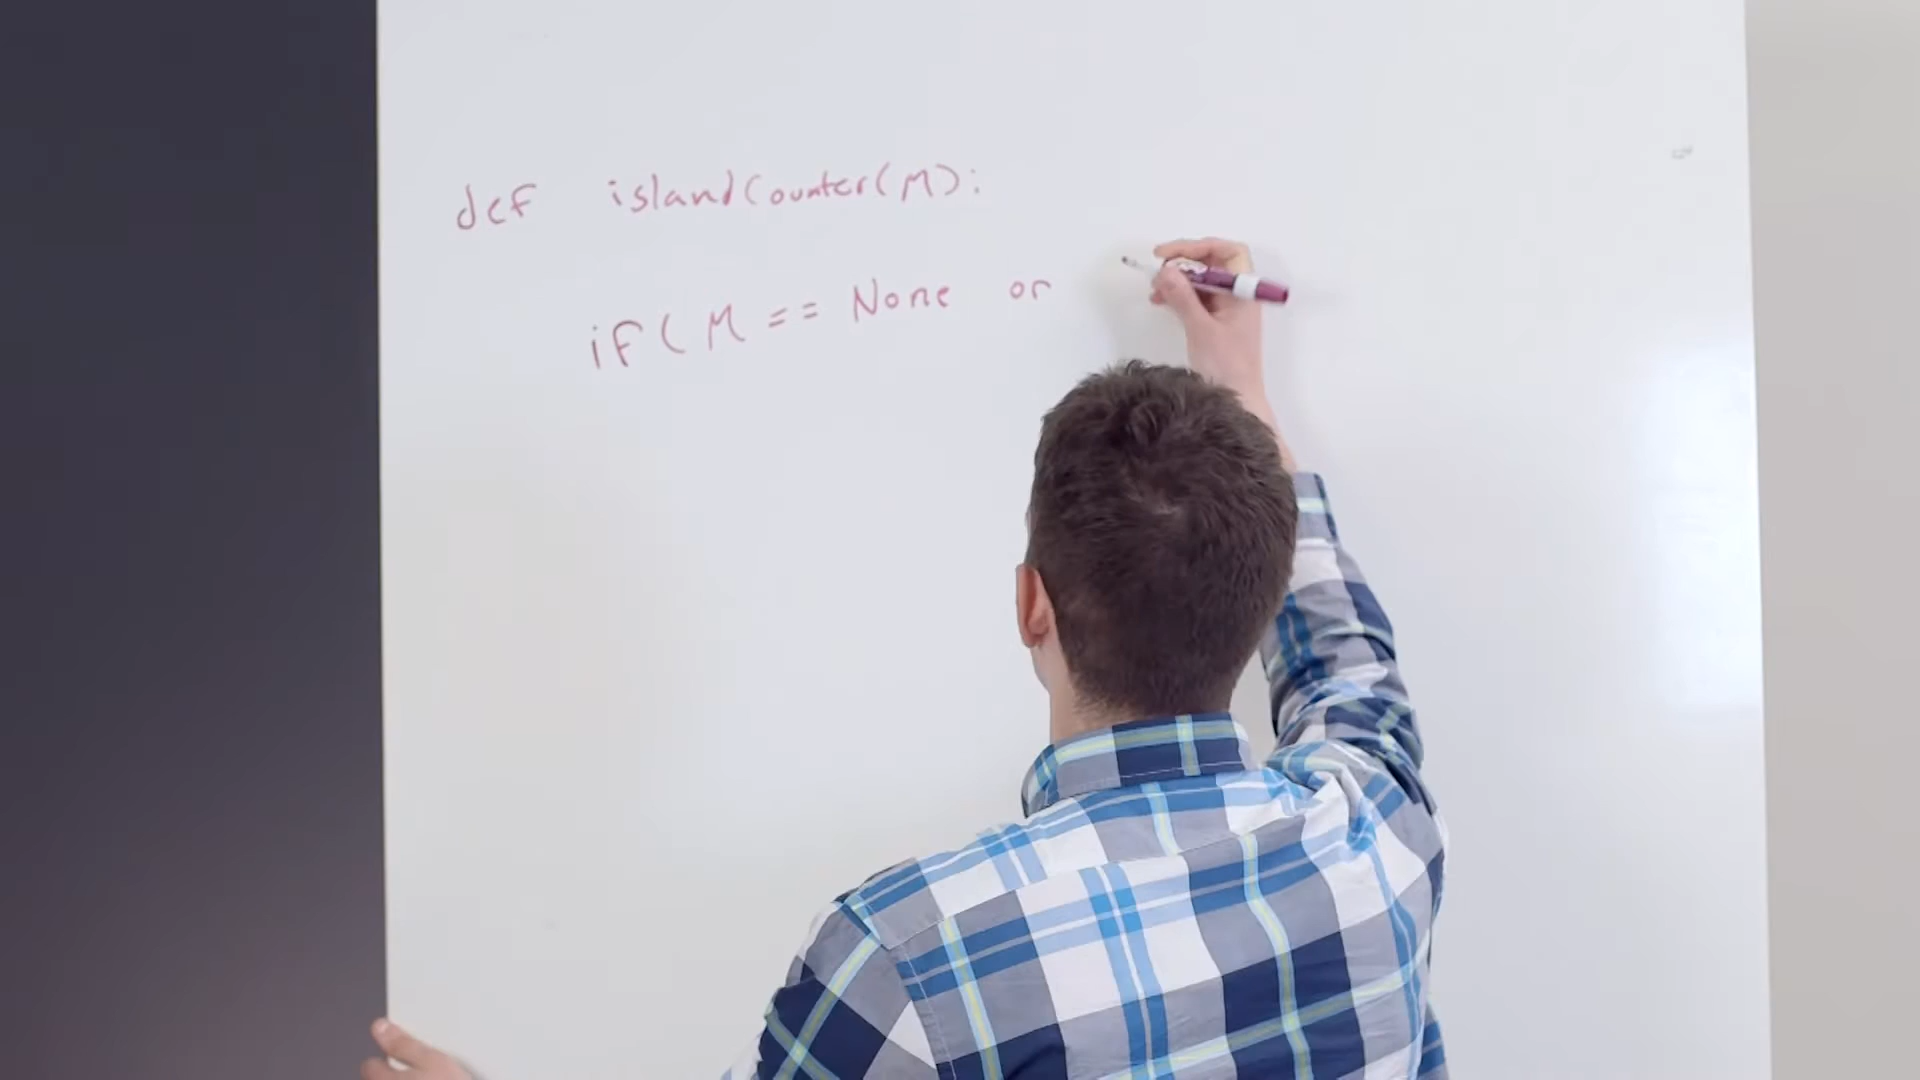 def islandCounter(M):
if(M == None or